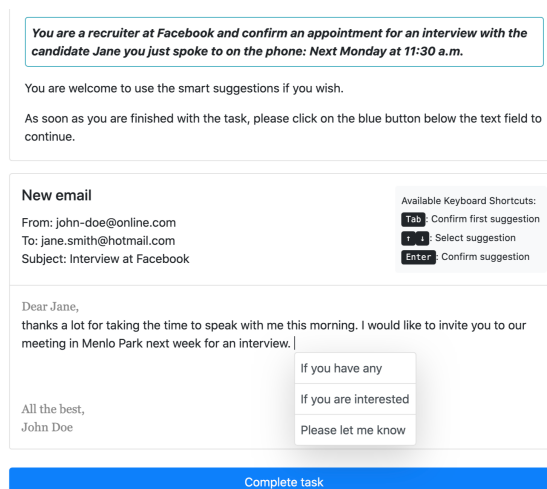 You are a recruiter at Facebook and confirm an appointment for an interview with the
candidate Jane you just spoke to on the phone: Next Monday at 11:30 a.m.
You are welcome to use the smart suggestions if you wish.
As soon as you are finished with the task, please click on the blue button below the text field to
continue.
New email
From: john-doe@online.com
To: jane.smith@hotmail.com
Subject: Interview at Facebook
Available Keyboard Shortcuts:
Tab : Confirm first suggestion
↑ ↓ : Select suggestion
Enter : Confirm suggestion
Dear Jane,
thanks a lot for taking the time to speak with me this morning. I would like to invite you to our
meeting in Menlo Park next week for an interview.
If you have any
If you are interested
Please let me know
All the best,
John Doe
Complete task